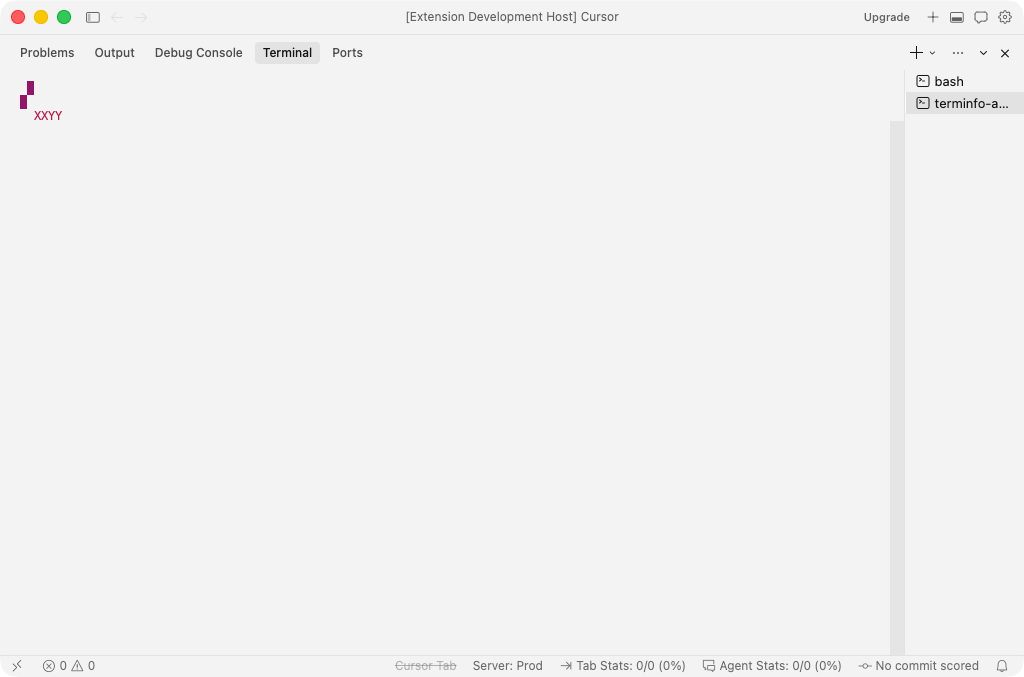 [Extension Development Host] Cursor
Upgrade
Problems Output Debug Console Terminal Ports
bash
terminfo-a...
XXYY
0 0 Cursor Tab Server: Prod Tab Stats: 0/0 (0%) Agent Stats: 0/0 (0%) No commit scored